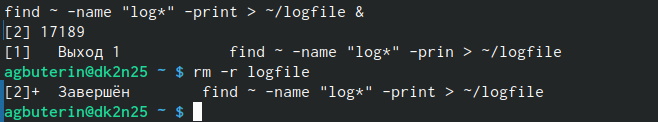 find ~ -name "log*" -print > ~/logfile &
[2] 17189
[1]   Выход 1            find ~ -name "log*" -prin > ~/logfile
agbuterin@dk2n25 ~ $ rm -r logfile
[2]+  Завершён        find ~ -name "log*" -print > ~/logfile
agbuterin@dk2n25 ~ $